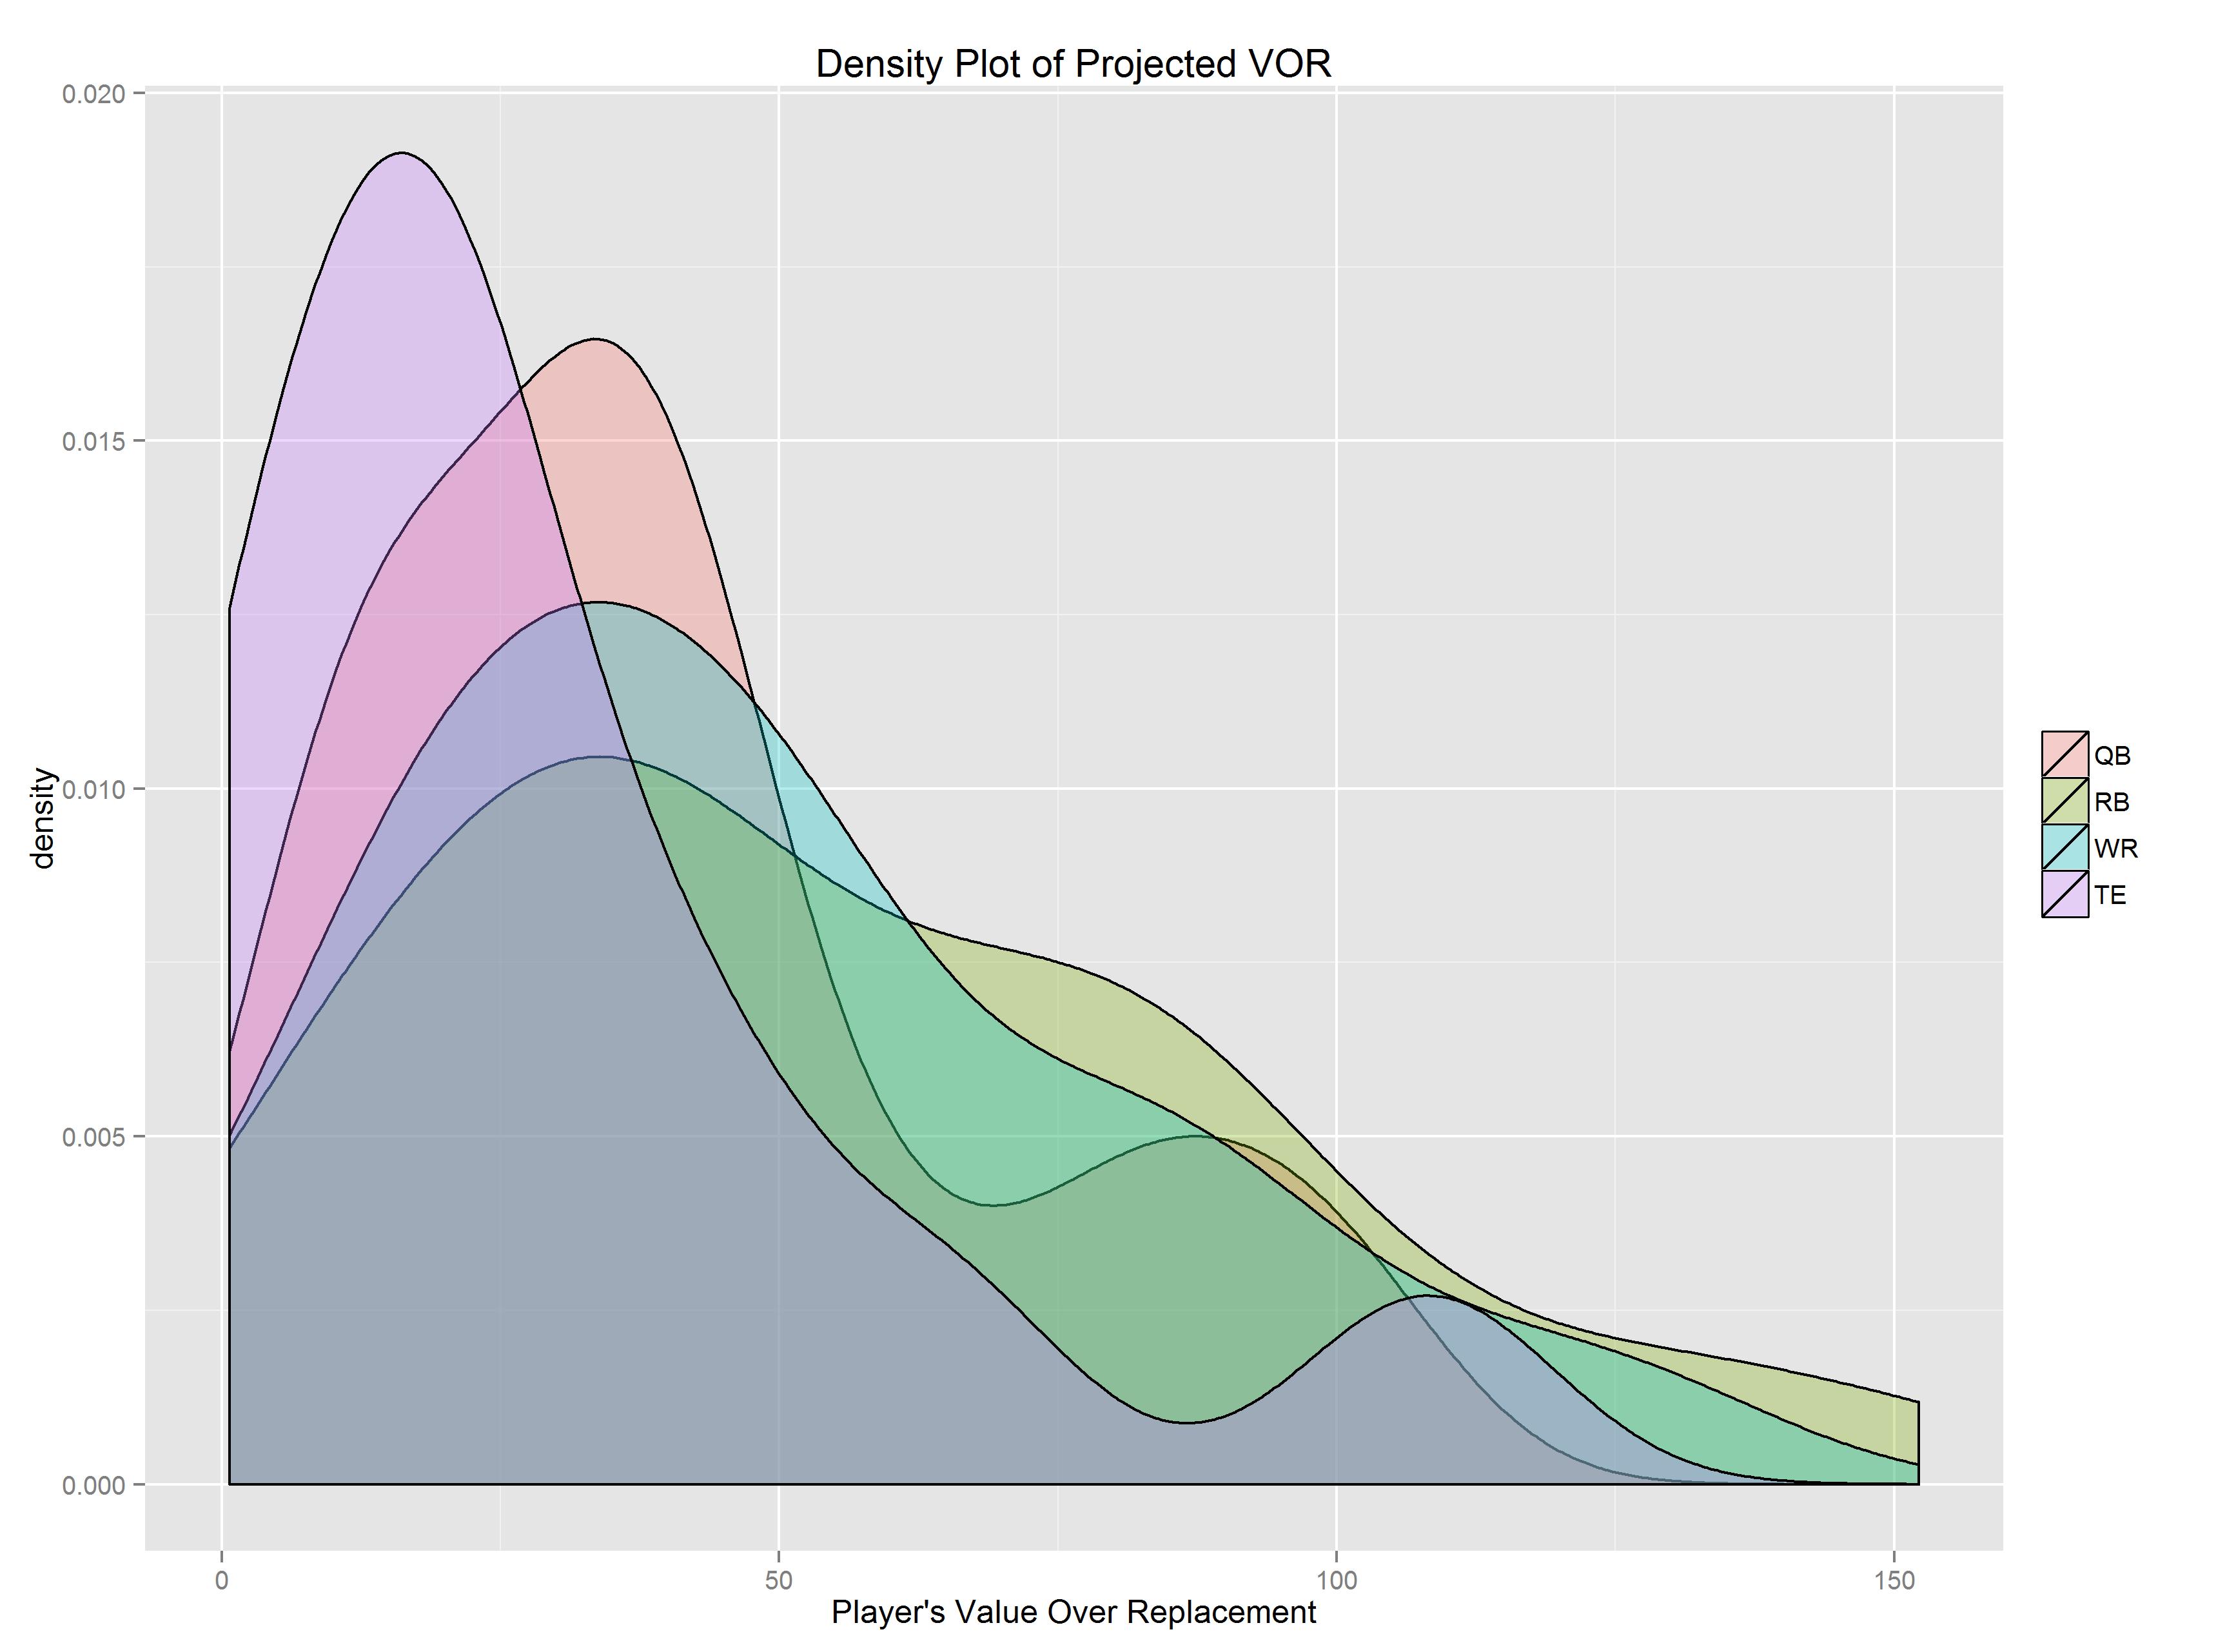 Density Plot of Projected VOR
0.020
0.015
0.010
0.005
0.000
density
0
50
100
150
Player's Value Over Replacement
QB
RB
WR
TE